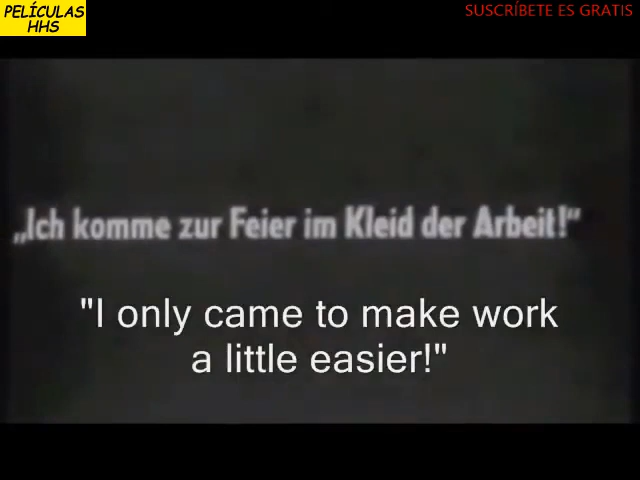 PELÍCULAS
HHS
SUSCRÍBETE ES GRATIS
„Ich komme zur Feier im Kleid der Arbeit!“
"I only came to make work
a little easier!"